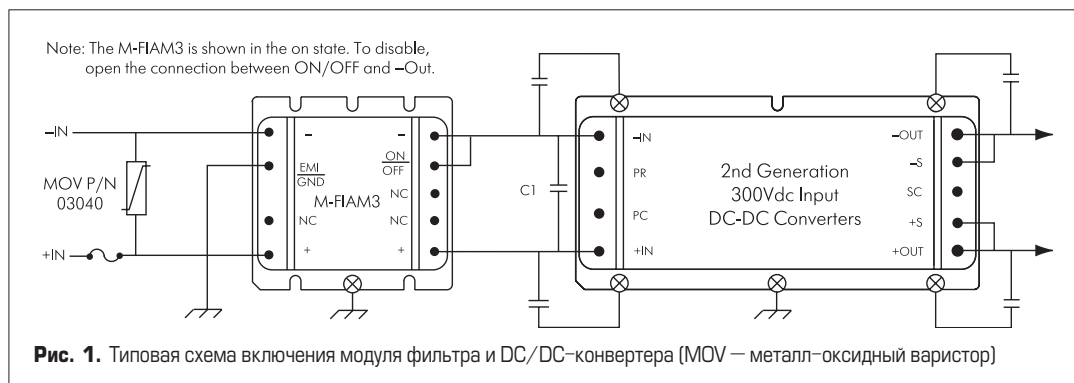 Note: The M-FIAM3 is shown in the on state. To disable,
open the connection between ON/OFF and –Out.
–IN
MOV P/N
03040
+IN
–
EMI
GND
NC
+
–
ON
OFF
NC
NC
+
M-FIAM3
C1
–IN
PR
PC
+IN
2nd Generation
300Vdc Input
DC-DC Converters
–OUT
–S
SC
+S
+OUT
Рис. 1. Типовая схема включения модуля фильтра и DC/DC-конвертера (MOV — металл-оксидный варистор)